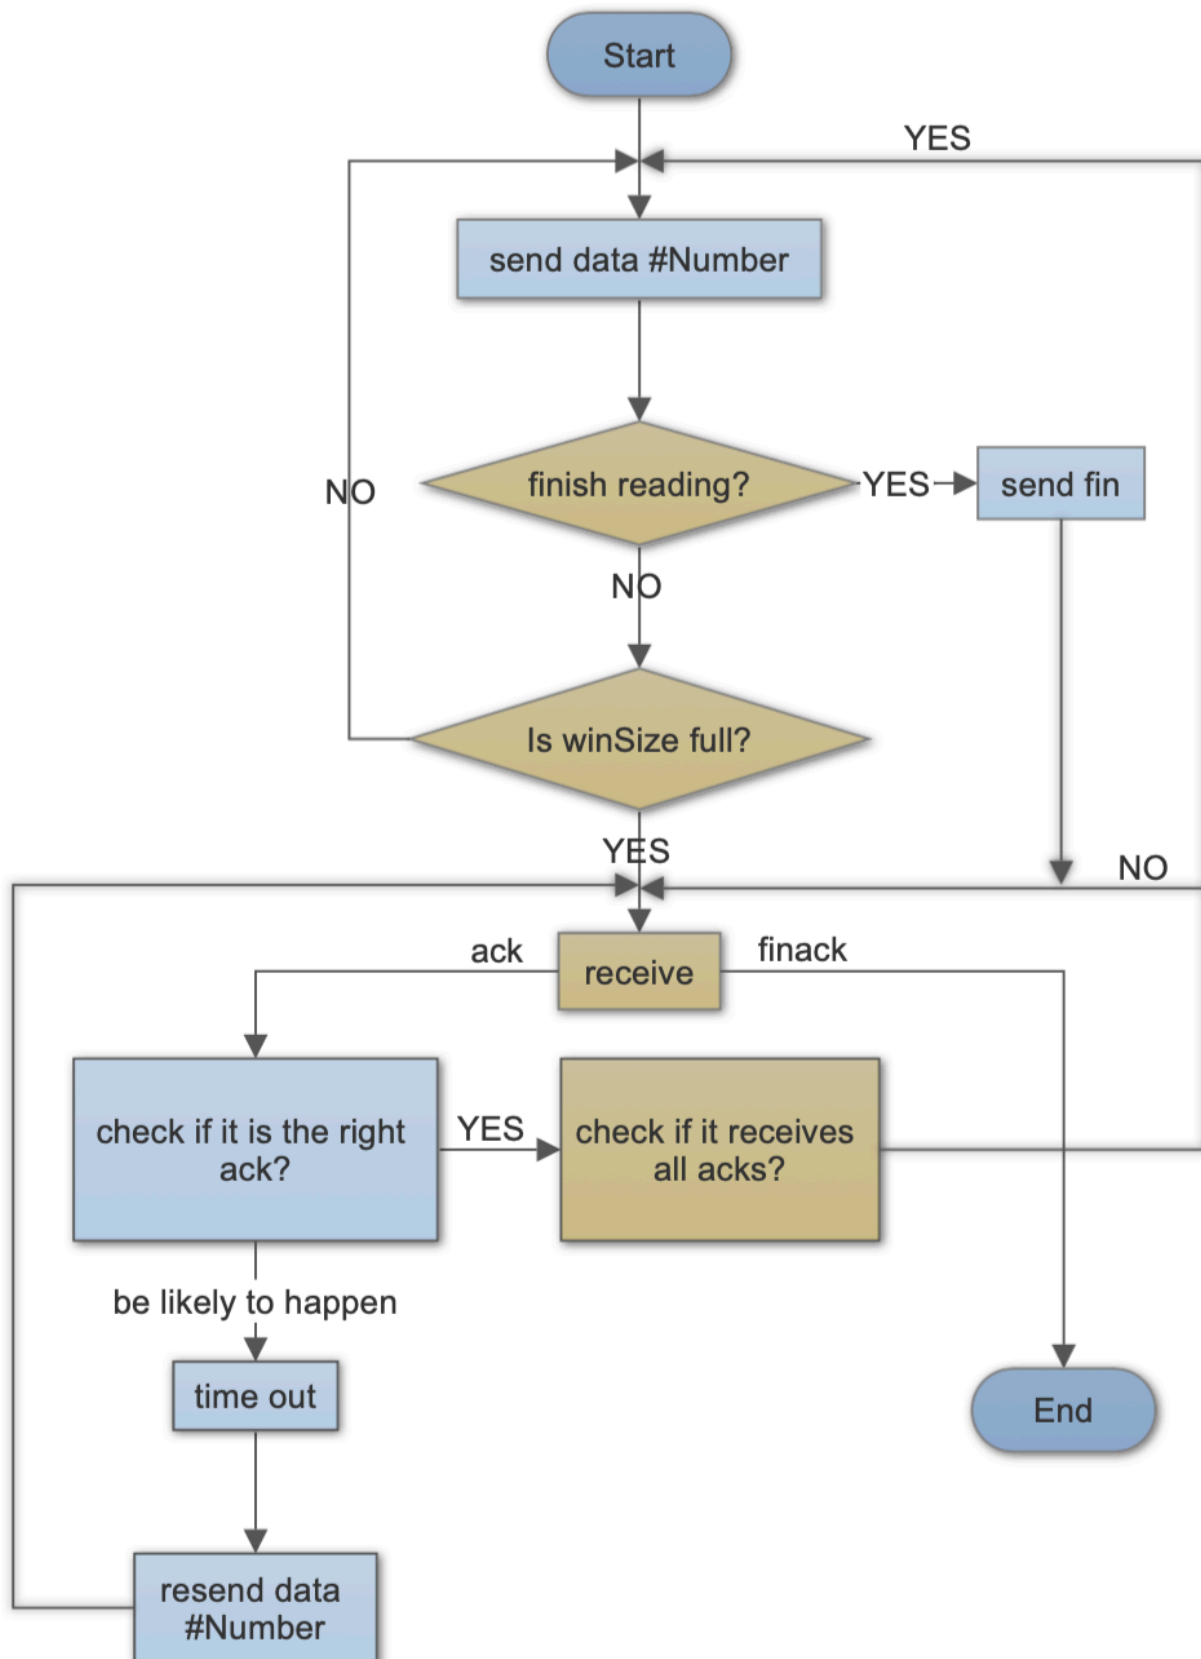 Start
YES
send data #Number
finish reading?
YES
send fin
NO
NO
Is winSize full?
YES
NO
ack
receive
finack
check if it is the right
ack?
YES
check if it receives
all acks?
be likely to happen
time out
End
resend data
#Number